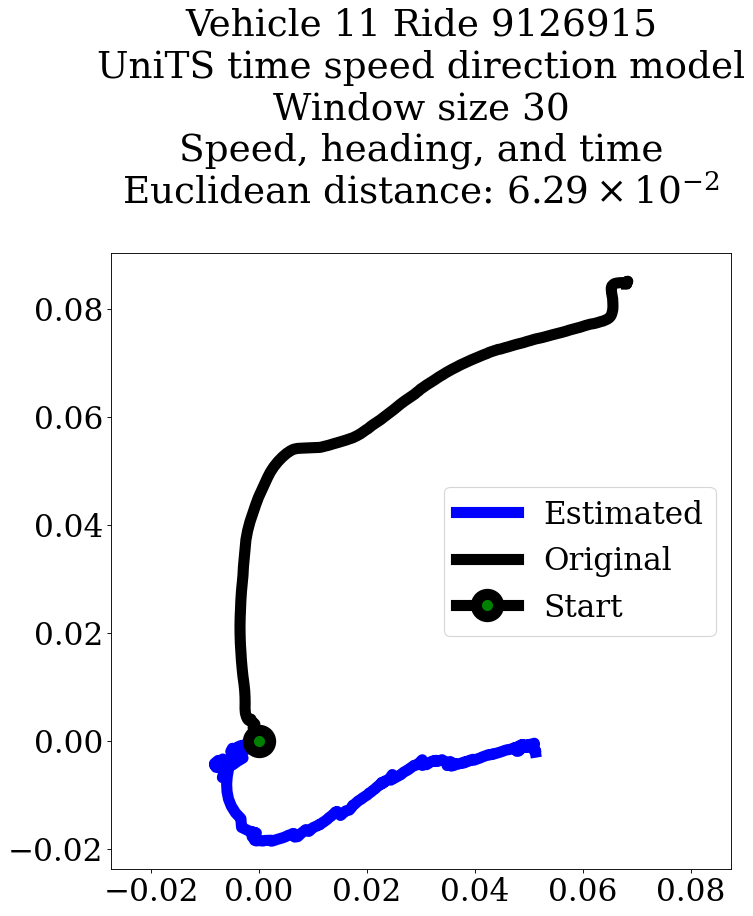 Vehicle 11 Ride 9126915
UniTS time speed direction model
Window size 30
Speed, heading, and time
Euclidean distance: 6.29 × 10⁻²
0.08
0.06
0.04
0.02
0.00
−0.02
Estimated
Original
Start
−0.02 0.00 0.02 0.04 0.06 0.08